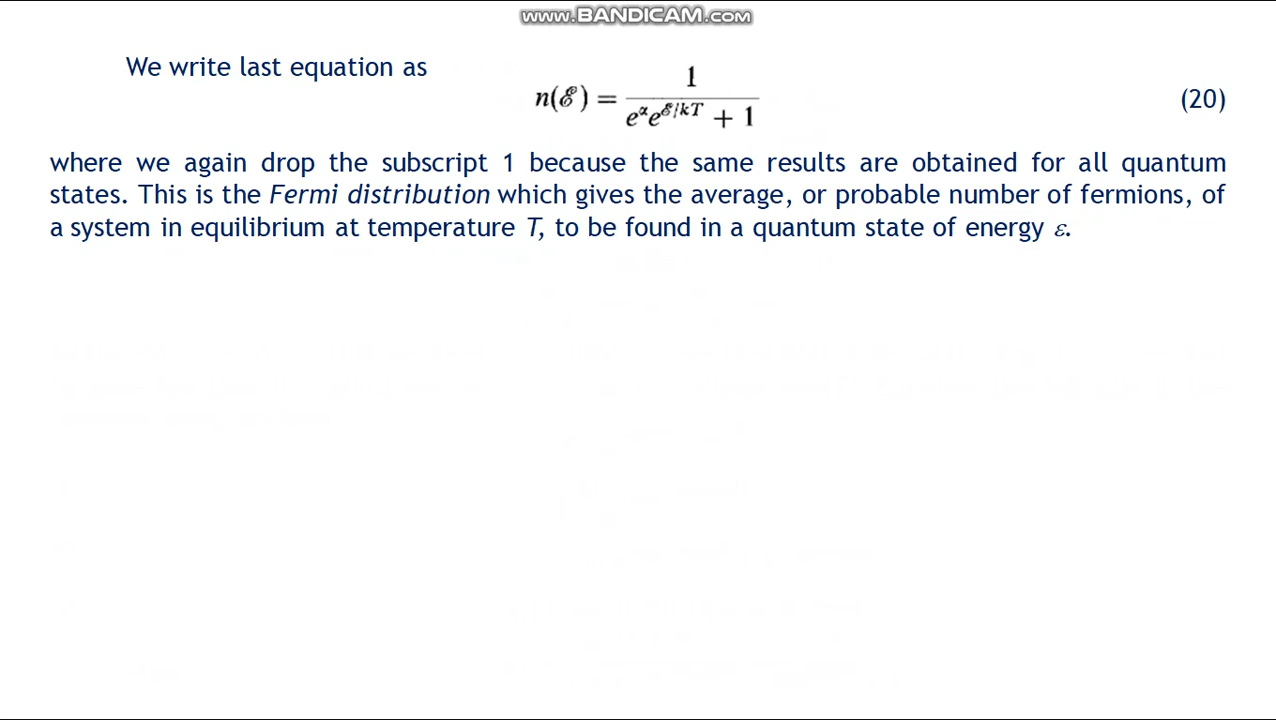 www.BANDICAM.com
We write last equation as
n(ℰ) = 1 / (e^α e^{ℰ/kT} + 1) (20)
where we again drop the subscript 1 because the same results are obtained for all quantum
states. This is the Fermi distribution which gives the average, or probable number of fermions, of
a system in equilibrium at temperature T, to be found in a quantum state of energy ε.